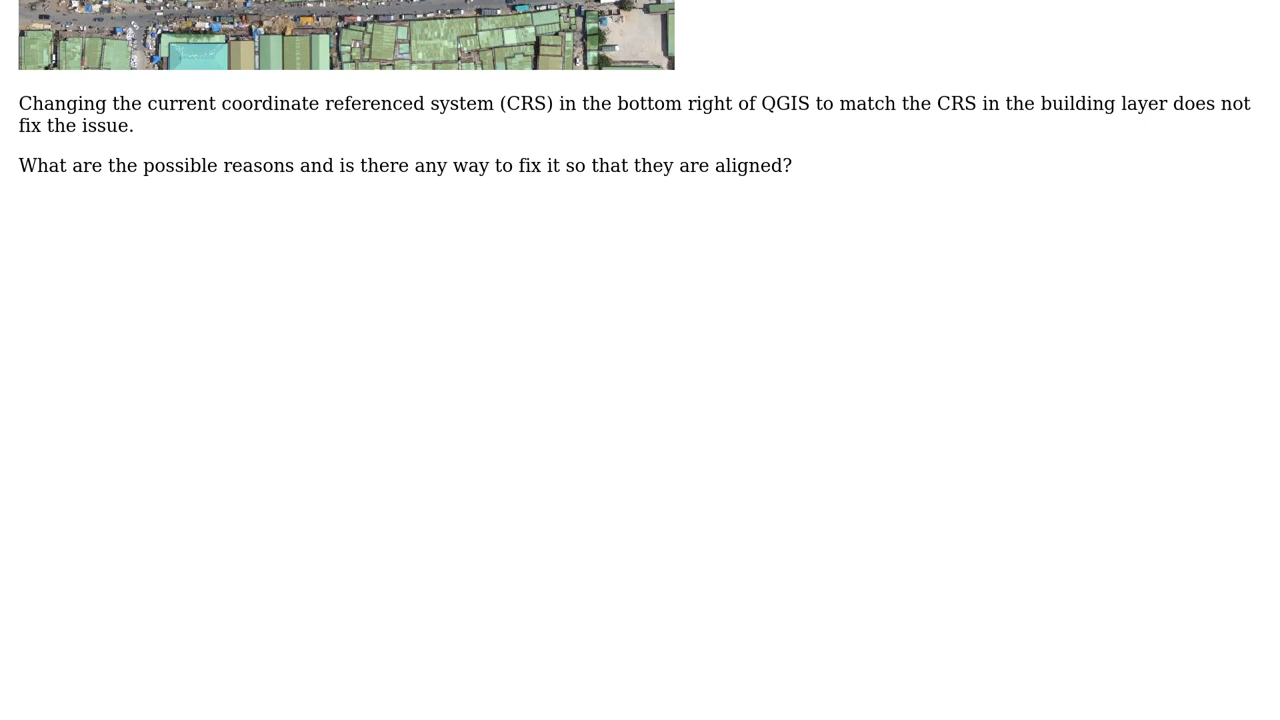 Changing the current coordinate referenced system (CRS) in the bottom right of QGIS to match the CRS in the building layer does not
fix the issue.
What are the possible reasons and is there any way to fix it so that they are aligned?